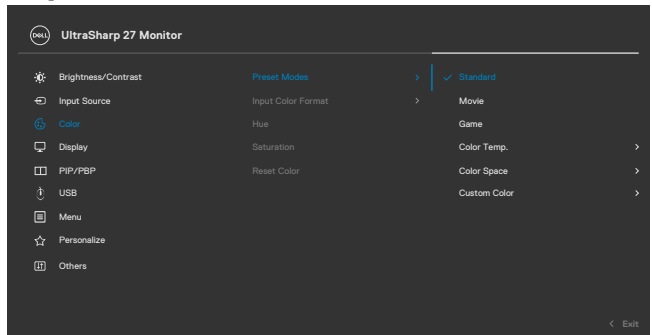 DELL UltraSharp 27 Monitor
Brightness/Contrast
Preset Modes
Standard
Input Source
Input Color Format
Movie
Color
Hue
Game
Display
Saturation
Color Temp.
PIP/PBP
Reset Color
Color Space
USB
Custom Color
Menu
Personalize
Others
Exit